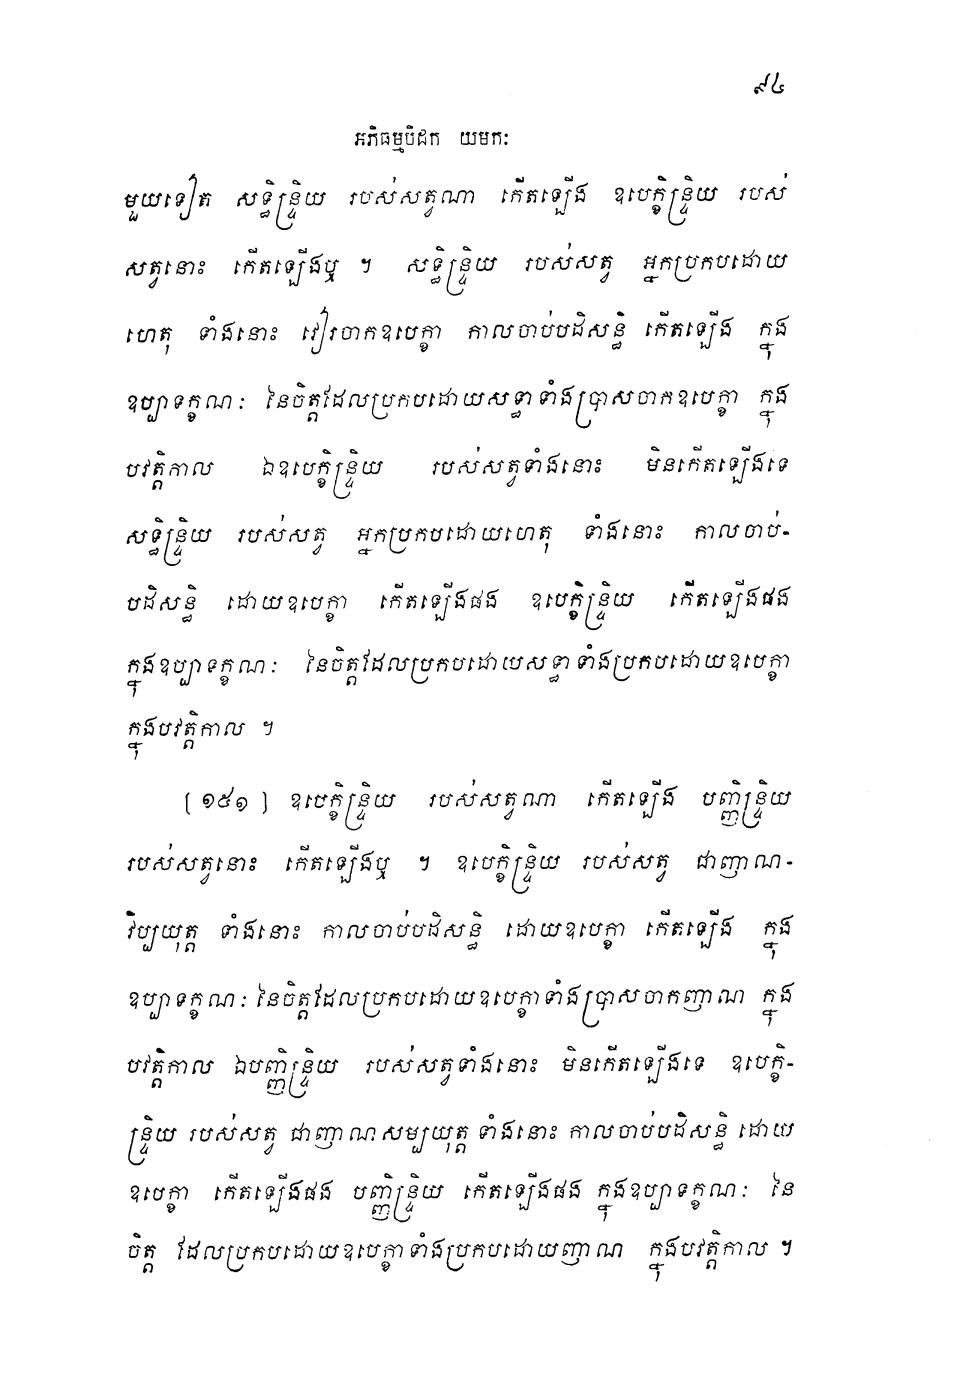 ៩៤
អភិធម្មបិដក យមកៈ
មួយទៀត សទ្ធិន្ទ្រិយ របស់សត្វណា កើតឡើង ឧបេក្ខិន្ទ្រិយ របស់
សត្វនោះ កើតឡើងឬ ។ សទ្ធិន្ទ្រិយ របស់សត្វ អ្នកប្រកបដោយ
ហេតុ ទាំងនោះ វៀរចាកឧបេក្ខា កាលចាប់បដិសន្ធិ កើតឡើង ក្នុង
ឧប្បាទក្ខណៈ នៃចិត្តដែលប្រកបដោយសទ្ធាទាំងប្រាសចាកឧបេក្ខា ក្នុង
បវត្តិកាល ឯឧបេក្ខិន្ទ្រិយ របស់សត្វទាំងនោះ មិនកើតឡើងទេ
សទ្ធិន្ទ្រិយ របស់សត្វ អ្នកប្រកបដោយហេតុ ទាំងនោះ កាលចាប់-
បដិសន្ធិ ដោយឧបេក្ខា កើតឡើងផង ឧបេក្ខិន្ទ្រិយ កើតឡើងផង
ក្នុងឧប្បាទក្ខណៈ នៃចិត្តដែលប្រកបដោយសទ្ធាទាំងប្រកបដោយឧបេក្ខា
ក្នុងបវត្តិកាល ។
[ ១៥១ ] ឧបេក្ខិន្ទ្រិយ របស់សត្វណា កើតឡើង បញ្ញិន្ទ្រិយ
របស់សត្វនោះ កើតឡើងឬ ។ ឧបេក្ខិន្ទ្រិយ របស់សត្វ ជាញាណ-
វិប្បយុត្ត ទាំងនោះ កាលចាប់បដិសន្ធិ ដោយឧបេក្ខា កើតឡើង ក្នុង
ឧប្បាទក្ខណៈ នៃចិត្តដែលប្រកបដោយឧបេក្ខាទាំងប្រាសចាកញាណ ក្នុង
បវត្តិកាល ឯបញ្ញិន្ទ្រិយ របស់សត្វទាំងនោះ មិនកើតឡើងទេ ឧបេក្ខិ-
ន្ទ្រិយ របស់សត្វ ជាញាណសម្បយុត្ត ទាំងនោះ កាលចាប់បដិសន្ធិ ដោយ
ឧបេក្ខា កើតឡើងផង បញ្ញិន្ទ្រិយ កើតឡើងផង ក្នុងឧប្បាទក្ខណៈ នៃ
ចិត្ត ដែលប្រកបដោយឧបេក្ខាទាំងប្រកបដោយញាណ ក្នុងបវត្តិកាល ។